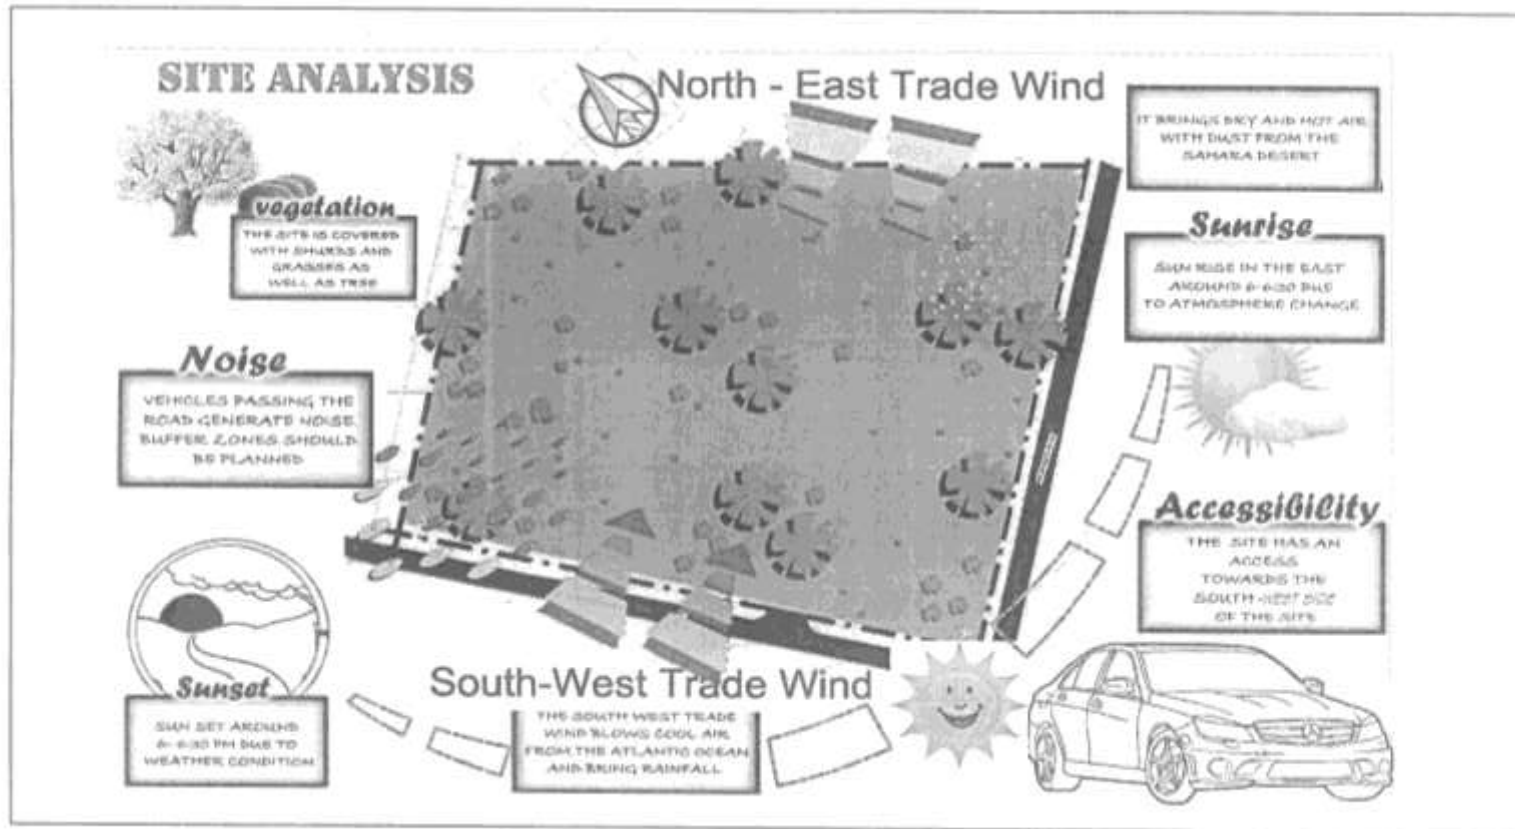 SITE ANALYSIS
North - East Trade Wind
IT BRINGS DRY AND HOT AIR
WITH DUST FROM THE
SAHARA DESERT
vegetation
THE SITE IS COVERED
WITH SHURBS AND
GRASSES AS
WELL AS TREE
Sunrise
SUN RISE IN THE EAST
AROUND 6-6:30 DUE
TO ATMOSPHERE CHANGE
Noise
VEHICLES PASSING THE
ROAD GENERATE NOISE
BUFFER ZONES SHOULD
BE PLANNED
Accessibility
THE SITE HAS AN
ACCESS
TOWARDS THE
SOUTH-WEST SIDE
OF THE SITE
Sunset
SUN SET AROUND
6-6:30 PM DUE TO
WEATHER CONDITION
South-West Trade Wind
THE SOUTH WEST TRADE
WIND BLOWS COOL AIR
FROM THE ATLANTIC OCEAN
AND BRING RAINFALL